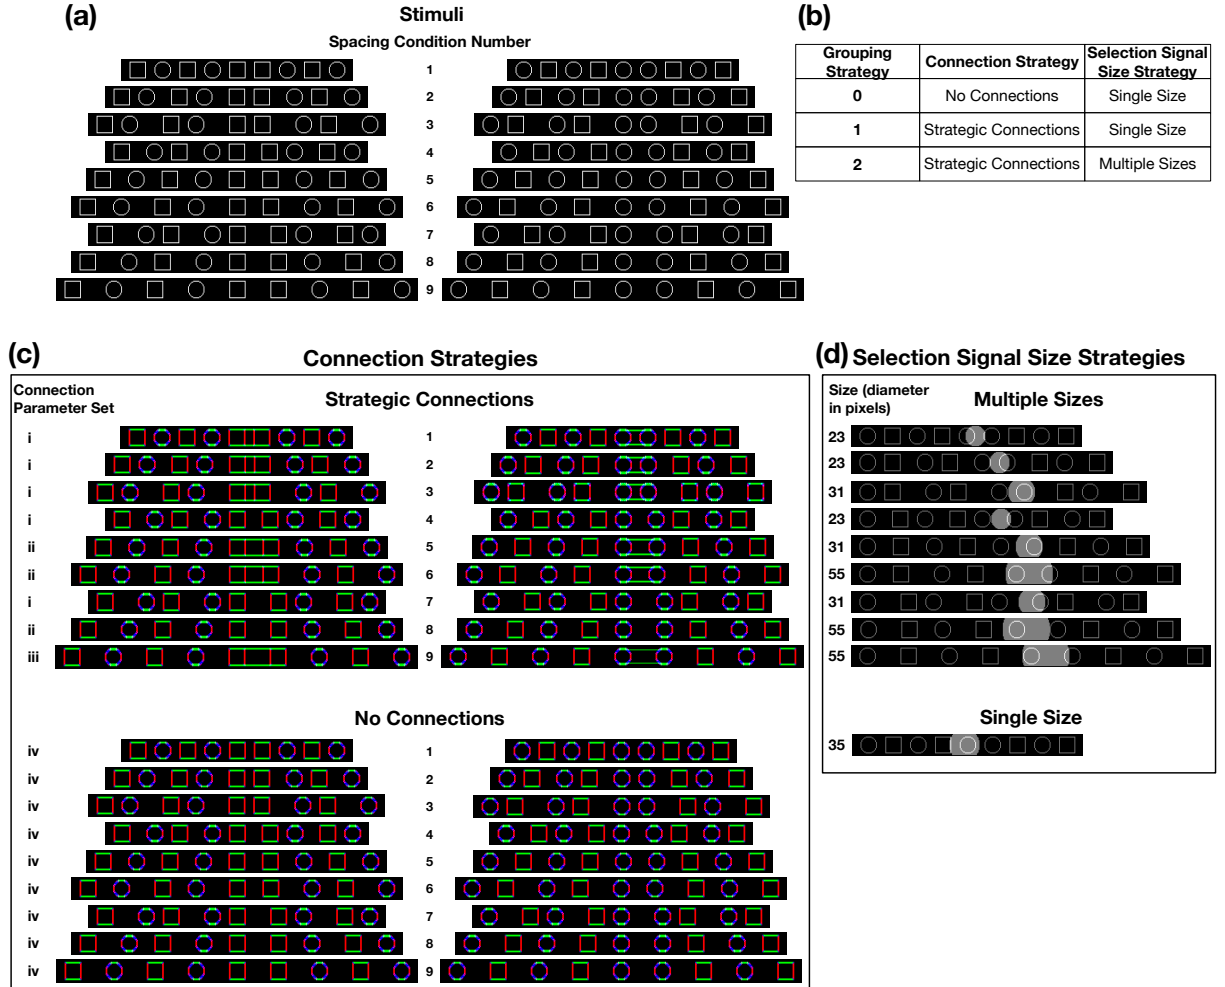 (a)
Stimuli
Spacing Condition Number
1
2
3
4
5
6
7
8
9
(b)
Grouping Strategy
Connection Strategy
Selection Signal Size Strategy
0
No Connections
Single Size
1
Strategic Connections
Single Size
2
Strategic Connections
Multiple Sizes
(c)
Connection Strategies
Connection
Parameter Set
Strategic Connections
i
1
i
2
i
3
i
4
ii
5
ii
6
i
7
ii
8
iii
9
No Connections
iv
1
iv
2
iv
3
iv
4
iv
5
iv
6
iv
7
iv
8
iv
9
(d)
Selection Signal Size Strategies
Size (diameter
in pixels)
Multiple Sizes
23
23
31
23
31
55
31
55
55
Single Size
35